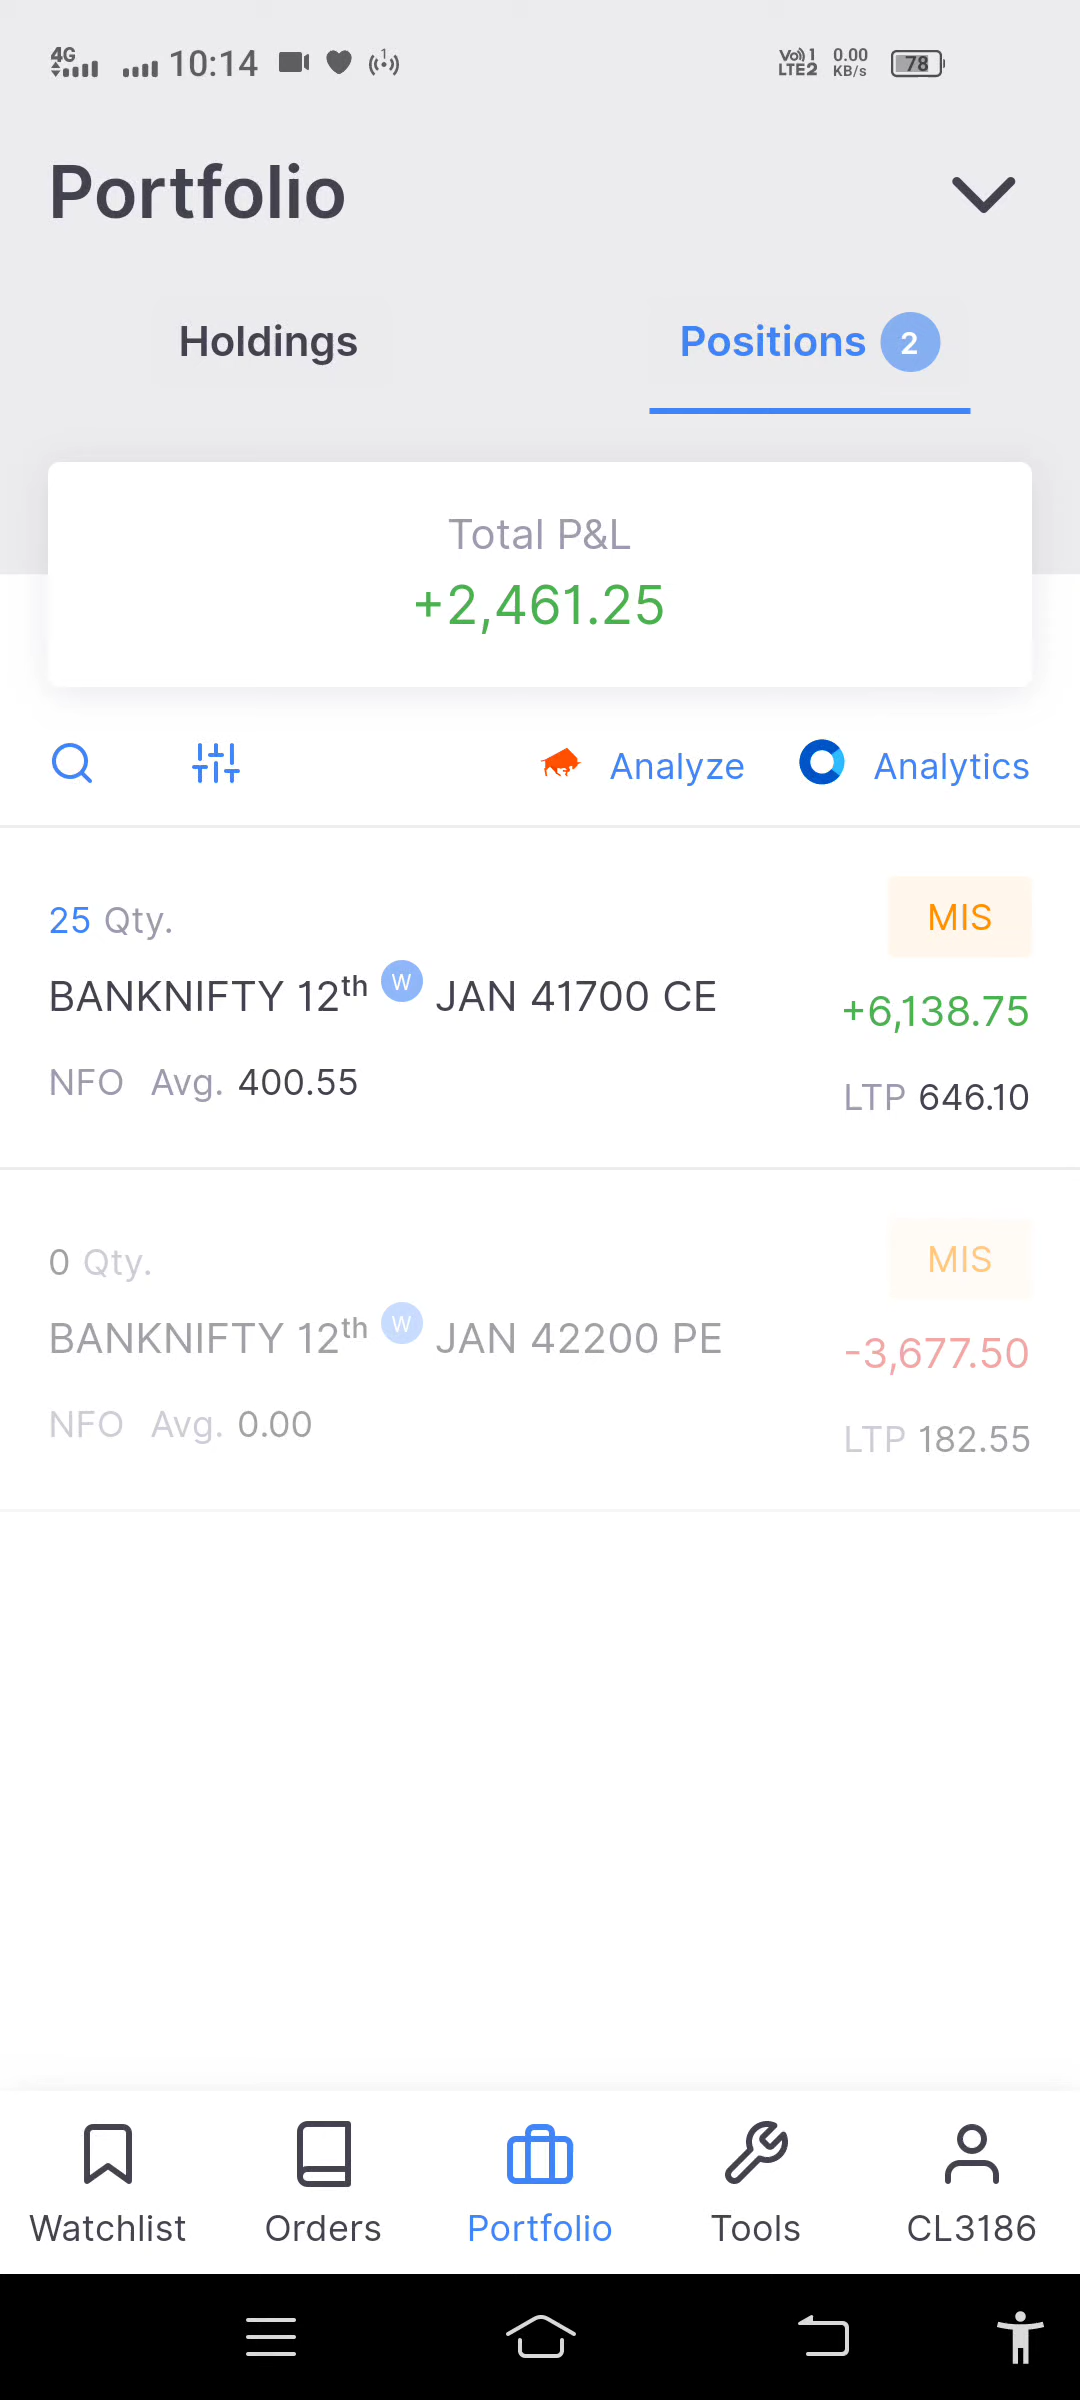 4G 10:14 Vo)) 1 LTE2 0.00 KB/s 78
Portfolio
Holdings Positions 2
Total P&L
+2,461.25
Analyze Analytics
25 Qty. MIS
BANKNIFTY 12th W JAN 41700 CE +6,138.75
NFO Avg. 400.55 LTP 646.10
0 Qty. MIS
BANKNIFTY 12th W JAN 42200 PE -3,677.50
NFO Avg. 0.00 LTP 182.55
Watchlist Orders Portfolio Tools CL3186